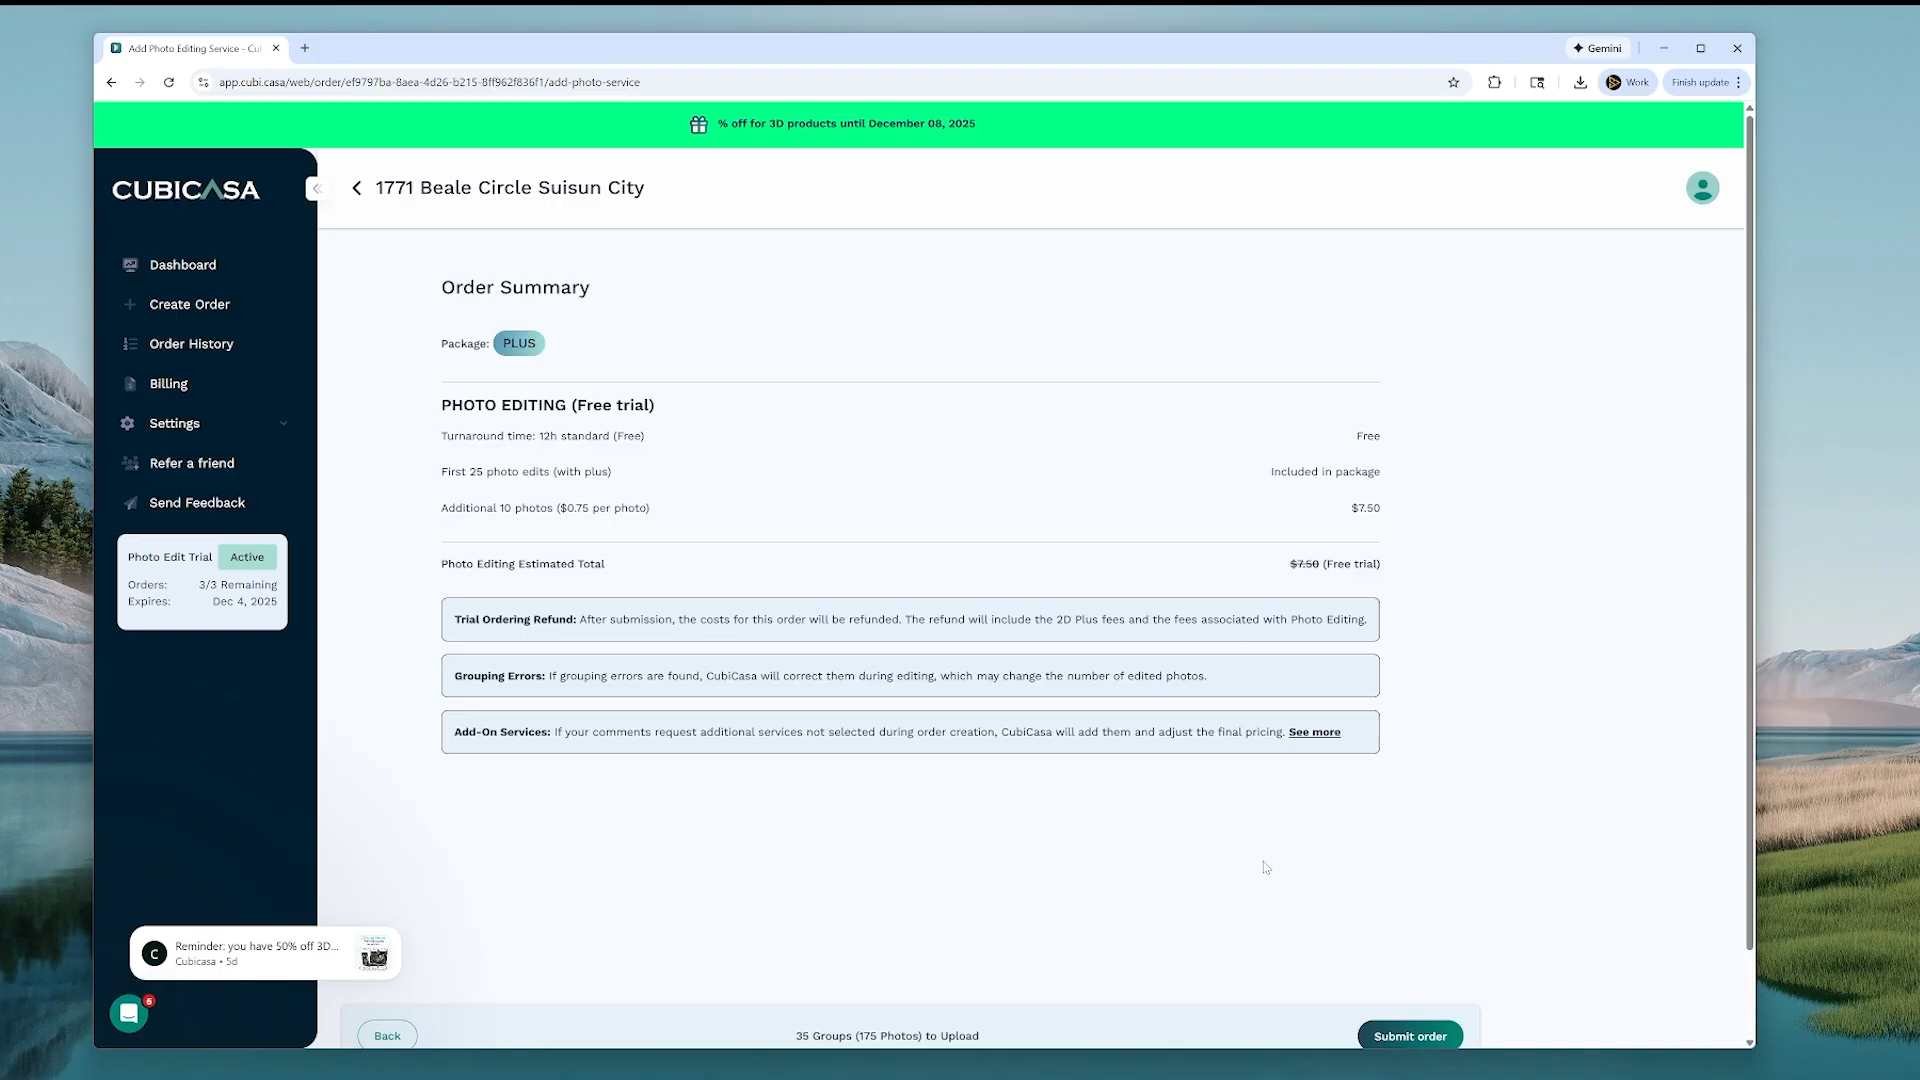 Add Photo Editing Service - Cu
Gemini
app.cubi.casa/web/order/ef9797ba-8aea-4d26-b215-8ff962f836f1/add-photo-service
Work
Finish update
% off for 3D products until December 08, 2025
CUBICASA
1771 Beale Circle Suisun City
Dashboard
Create Order
Order History
Billing
Settings
Refer a friend
Send Feedback
Photo Edit Trial Active
Orders: 3/3 Remaining
Expires: Dec 4, 2025
Order Summary
Package: PLUS
PHOTO EDITING (Free trial)
Turnaround time: 12h standard (Free) Free
First 25 photo edits (with plus) Included in package
Additional 10 photos ($0.75 per photo) $7.50
Photo Editing Estimated Total $7.50 (Free trial)
Trial Ordering Refund: After submission, the costs for this order will be refunded. The refund will include the 2D Plus fees and the fees associated with Photo Editing.
Grouping Errors: If grouping errors are found, CubiCasa will correct them during editing, which may change the number of edited photos.
Add-On Services: If your comments request additional services not selected during order creation, CubiCasa will add them and adjust the final pricing. See more
C
Reminder: you have 50% off 3D...
Cubicasa • 5d
6
Back
35 Groups (175 Photos) to Upload
Submit order